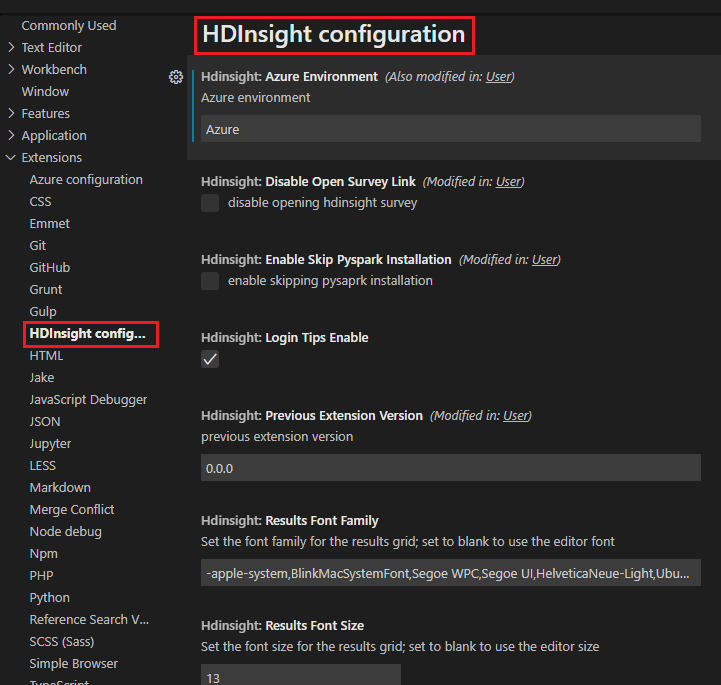 Commonly Used
Text Editor
Workbench
Window
Features
Application
Extensions
Azure configuration
CSS
Emmet
Git
GitHub
Grunt
Gulp
HDInsight config...
HTML
Jake
JavaScript Debugger
JSON
Jupyter
LESS
Markdown
Merge Conflict
Node debug
Npm
PHP
Python
Reference Search V...
SCSS (Sass)
Simple Browser
TypeScript
HDInsight configuration
Hdinsight: Azure Environment (Also modified in: User)
Azure environment
Azure
Hdinsight: Disable Open Survey Link (Modified in: User)
disable opening hdinsight survey
Hdinsight: Enable Skip Pyspark Installation (Modified in: User)
enable skipping pysaprk installation
Hdinsight: Login Tips Enable
Hdinsight: Previous Extension Version (Modified in: User)
previous extension version
0.0.0
Hdinsight: Results Font Family
Set the font family for the results grid; set to blank to use the editor font
-apple-system,BlinkMacSystemFont,Segoe WPC,Segoe UI,HelveticaNeue-Light,Ubu...
Hdinsight: Results Font Size
Set the font size for the results grid; set to blank to use the editor size
13